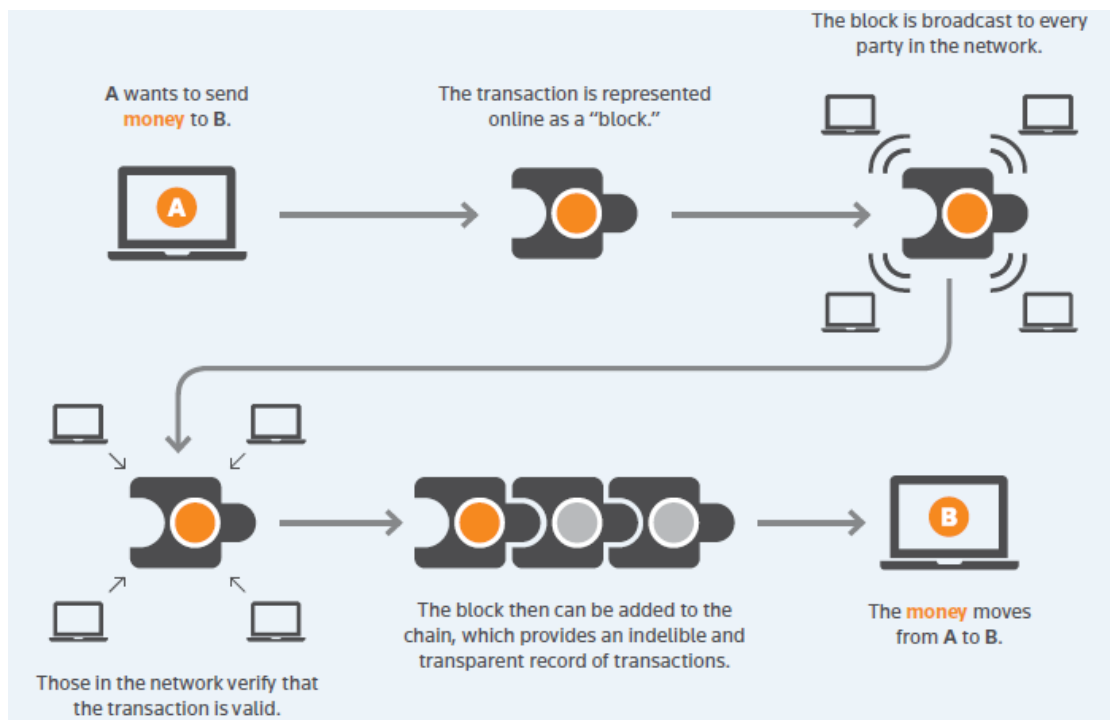 A wants to send
money to B.
A
The transaction is represented
online as a “block.”
The block is broadcast to every
party in the network.
Those in the network verify that
the transaction is valid.
The block then can be added to the
chain, which provides an indelible and
transparent record of transactions.
B
The money moves
from A to B.